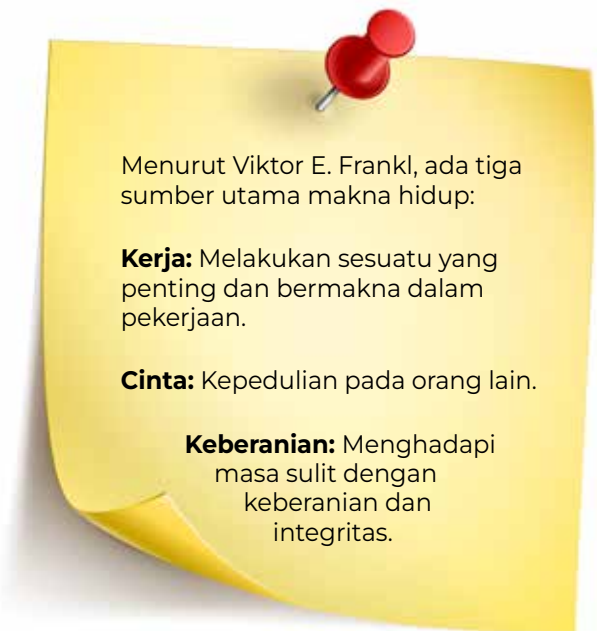 Menurut Viktor E. Frankl, ada tiga
sumber utama makna hidup:
Kerja: Melakukan sesuatu yang
penting dan bermakna dalam
pekerjaan.
Cinta: Kepedulian pada orang lain.
Keberanian: Menghadapi
masa sulit dengan
keberanian dan
integritas.